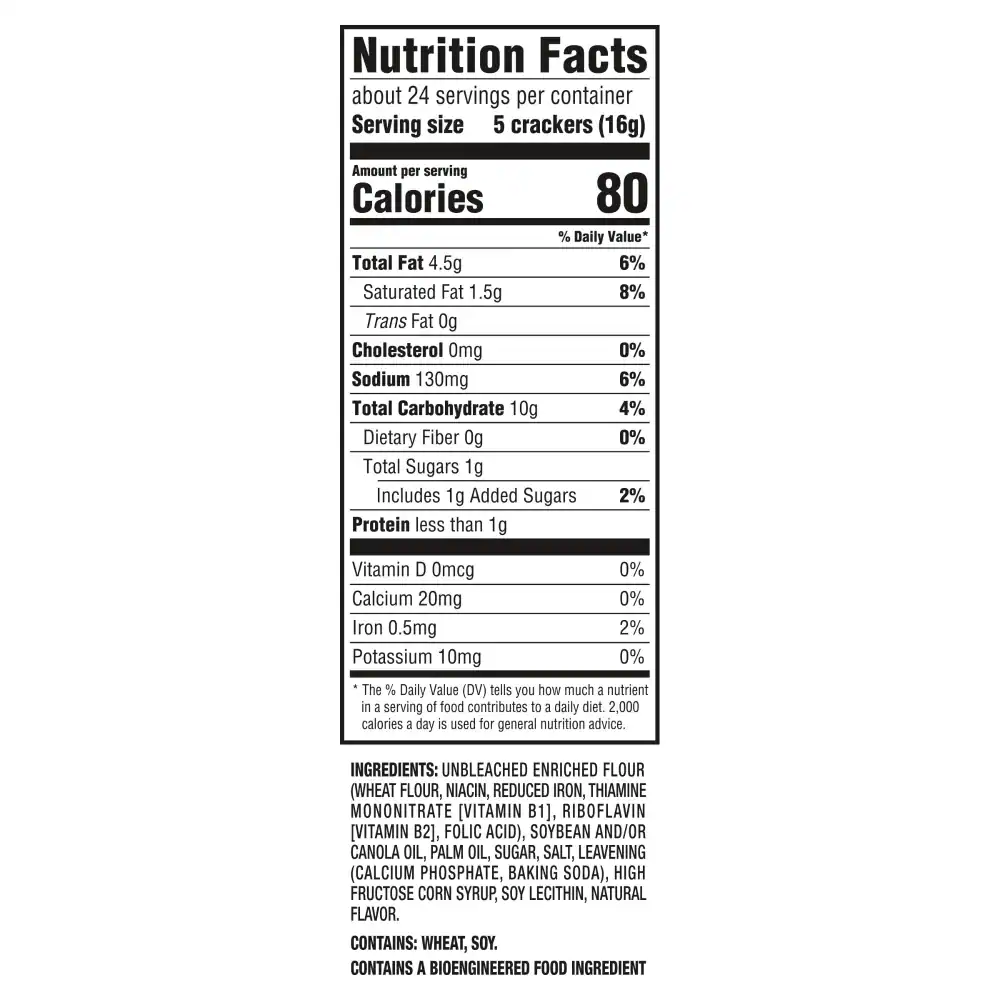 Nutrition Facts
about 24 servings per container
Serving size 5 crackers (16g)
Amount per serving
Calories 80
% Daily Value*
Total Fat 4.5g 6%
Saturated Fat 1.5g 8%
Trans Fat 0g
Cholesterol 0mg 0%
Sodium 130mg 6%
Total Carbohydrate 10g 4%
Dietary Fiber 0g 0%
Total Sugars 1g
Includes 1g Added Sugars 2%
Protein less than 1g
Vitamin D 0mcg 0%
Calcium 20mg 0%
Iron 0.5mg 2%
Potassium 10mg 0%
* The % Daily Value (DV) tells you how much a nutrient
in a serving of food contributes to a daily diet. 2,000
calories a day is used for general nutrition advice.
INGREDIENTS: UNBLEACHED ENRICHED FLOUR
(WHEAT FLOUR, NIACIN, REDUCED IRON, THIAMINE
MONONITRATE [VITAMIN B1], RIBOFLAVIN
[VITAMIN B2], FOLIC ACID), SOYBEAN AND/OR
CANOLA OIL, PALM OIL, SUGAR, SALT, LEAVENING
(CALCIUM PHOSPHATE, BAKING SODA), HIGH
FRUCTOSE CORN SYRUP, SOY LECITHIN, NATURAL
FLAVOR.
CONTAINS: WHEAT, SOY.
CONTAINS A BIOENGINEERED FOOD INGREDIENT